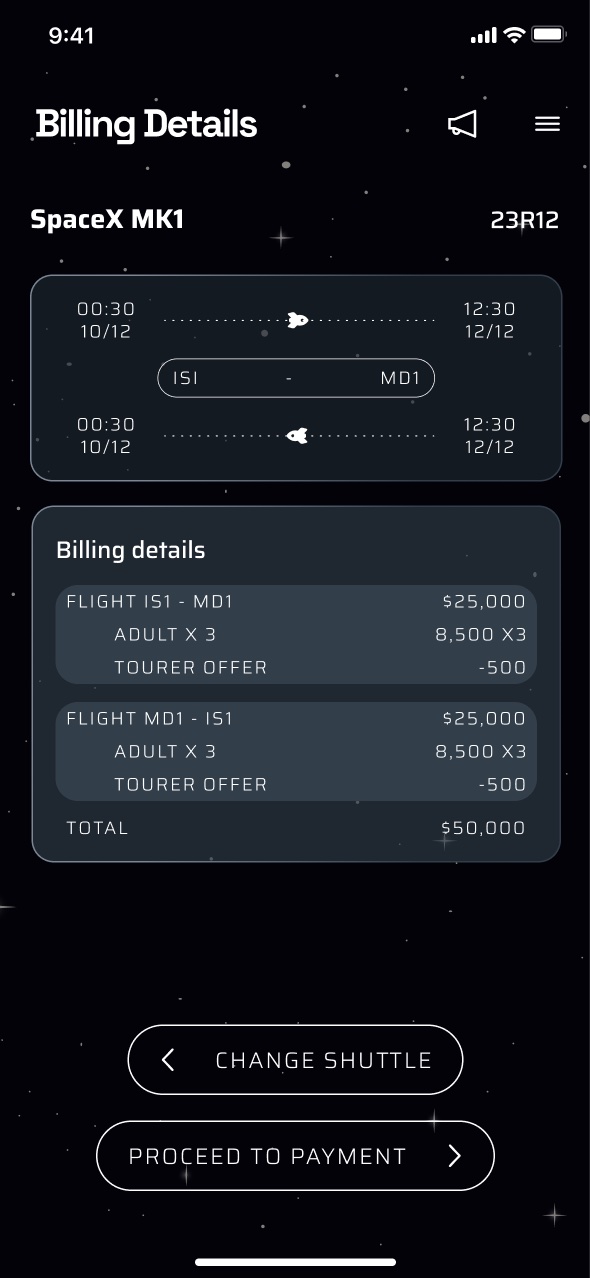 9:41
Billing Details
SpaceX MK1 23R12
00:30 12:30
10/12 12/12
ISI - MD1
00:30 12:30
10/12 12/12
Billing details
FLIGHT IS1 - MD1 $25,000
ADULT X 3 8,500 X3
TOURER OFFER -500
FLIGHT MD1 - IS1 $25,000
ADULT X 3 8,500 X3
TOURER OFFER -500
TOTAL $50,000
CHANGE SHUTTLE
PROCEED TO PAYMENT